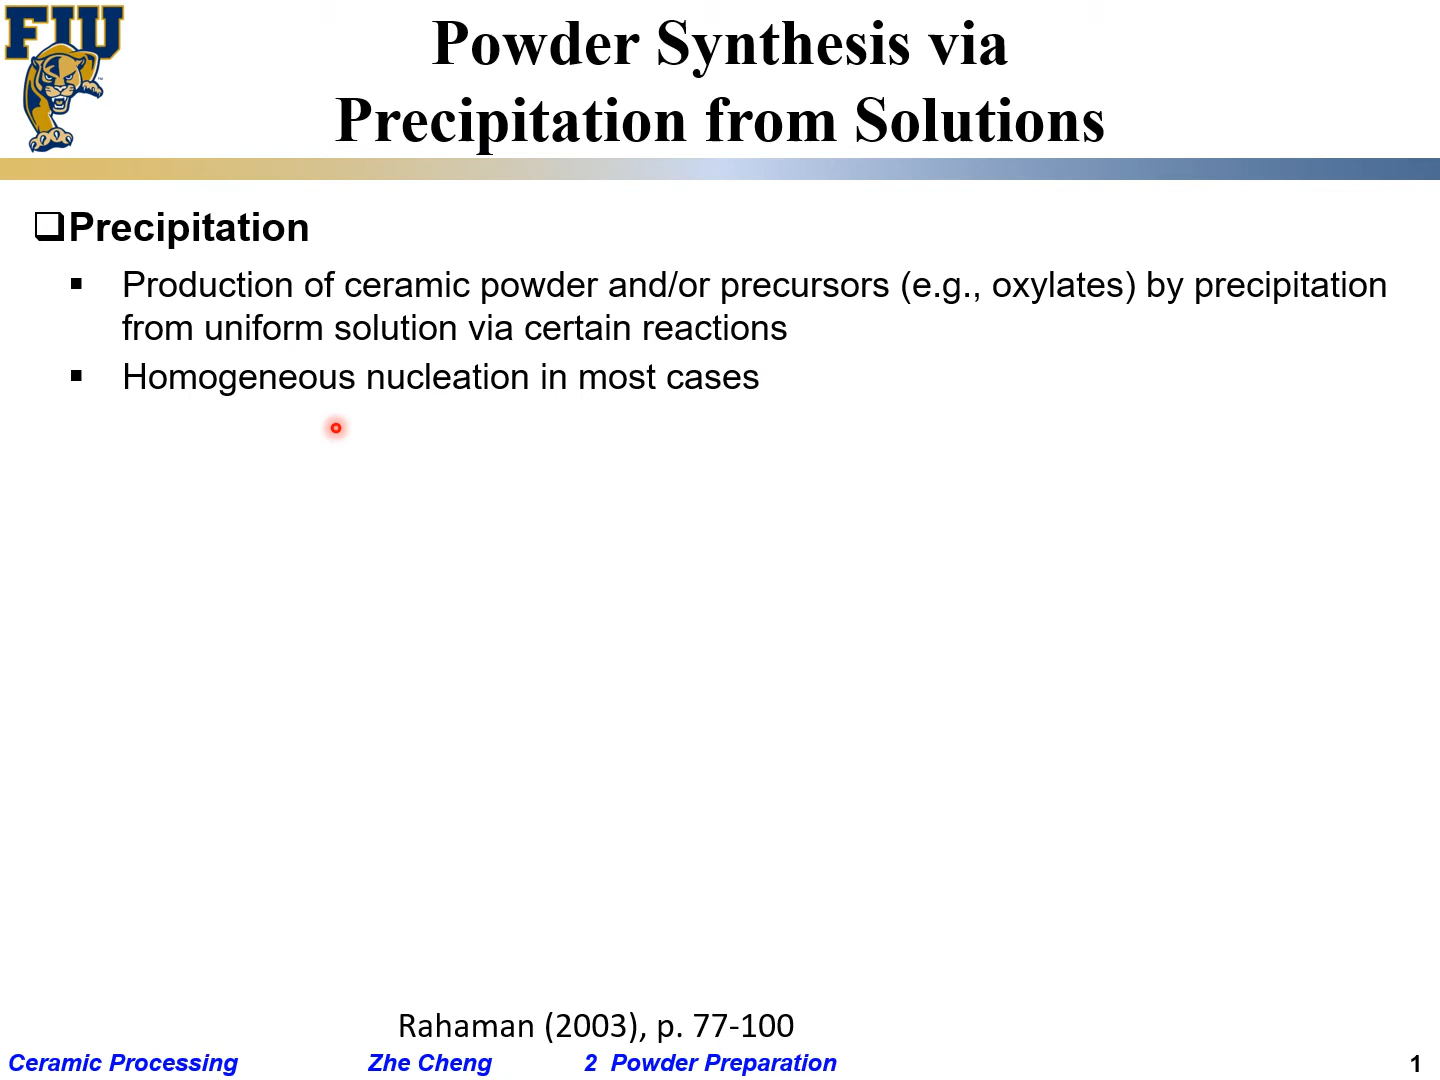 FIU
Powder Synthesis via
Precipitation from Solutions
Precipitation
Production of ceramic powder and/or precursors (e.g., oxylates) by precipitation
from uniform solution via certain reactions
Homogeneous nucleation in most cases
Rahaman (2003), p. 77-100
Ceramic Processing Zhe Cheng 2 Powder Preparation 1